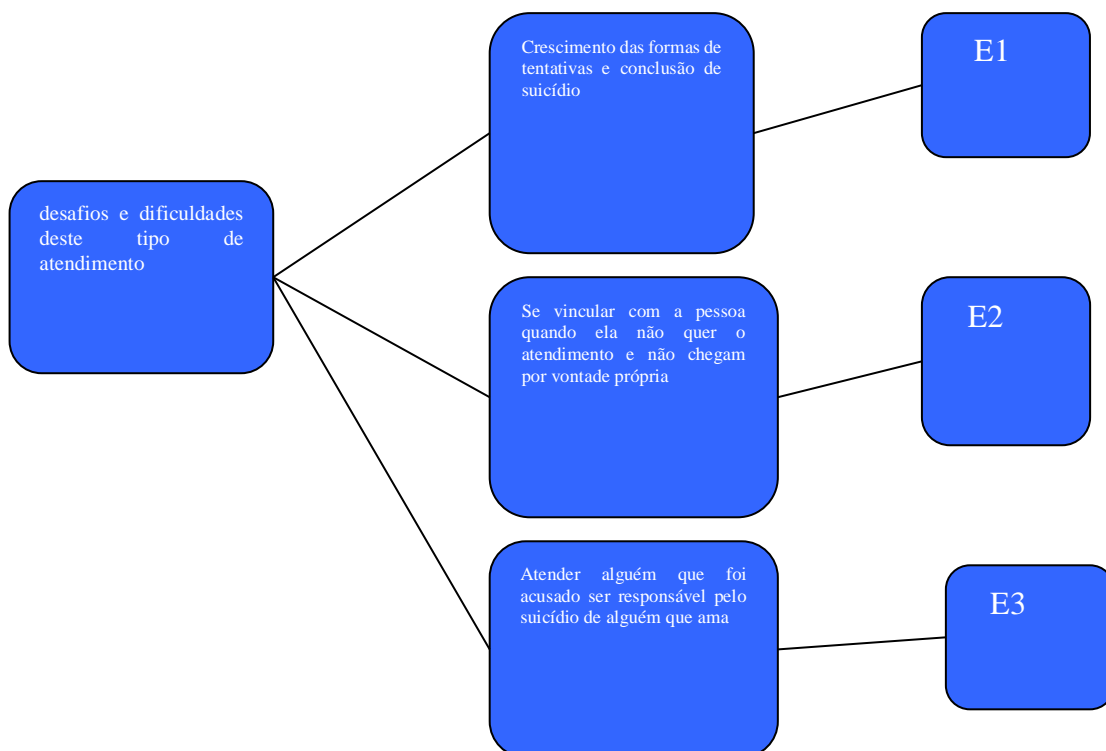 desafios e dificuldades
deste tipo de
atendimento
Crescimento das formas de
tentativas e conclusão de
suicídio
E1
Se vincular com a pessoa
quando ela não quer o
atendimento e não chegam
por vontade própria
E2
Atender alguém que foi
acusado ser responsável pelo
suicídio de alguém que ama
E3